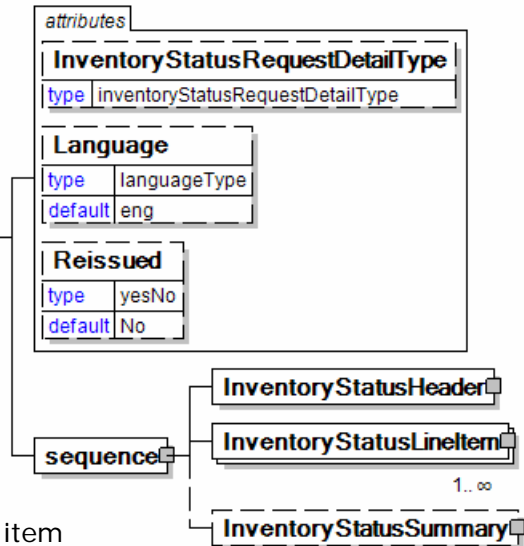 attributes
InventoryStatusRequestDetailType
type inventoryStatusRequestDetailType
Language
type languageType
default eng
Reissued
type yesNo
default No
InventoryStatusHeader
sequence
InventoryStatusLineItem
1..∞
InventoryStatusSummary
item